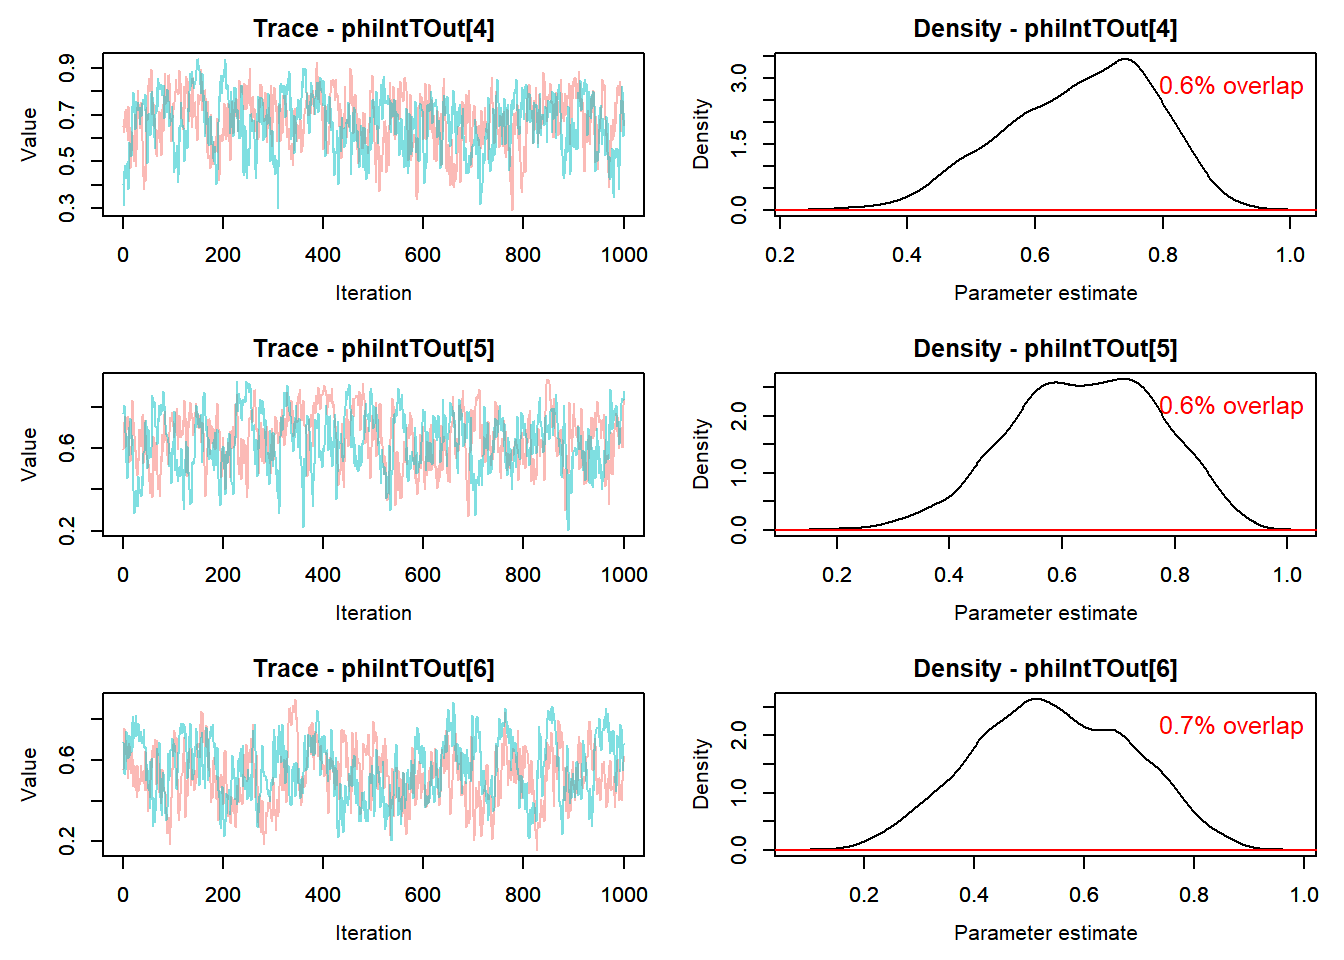 Trace - phiIntTOut[4]
Value
0.3 0.5 0.7 0.9
0 200 400 600 800 1000
Iteration
Density - phiIntTOut[4]
0.6% overlap
Density
0.0 1.5 3.0
0.2 0.4 0.6 0.8 1.0
Parameter estimate
Trace - phiIntTOut[5]
Value
0.2 0.6
0 200 400 600 800 1000
Iteration
Density - phiIntTOut[5]
0.6% overlap
Density
0.0 1.0 2.0
0.2 0.4 0.6 0.8 1.0
Parameter estimate
Trace - phiIntTOut[6]
Value
0.2 0.6
0 200 400 600 800 1000
Iteration
Density - phiIntTOut[6]
0.7% overlap
Density
0.0 1.0 2.0
0.2 0.4 0.6 0.8 1.0
Parameter estimate